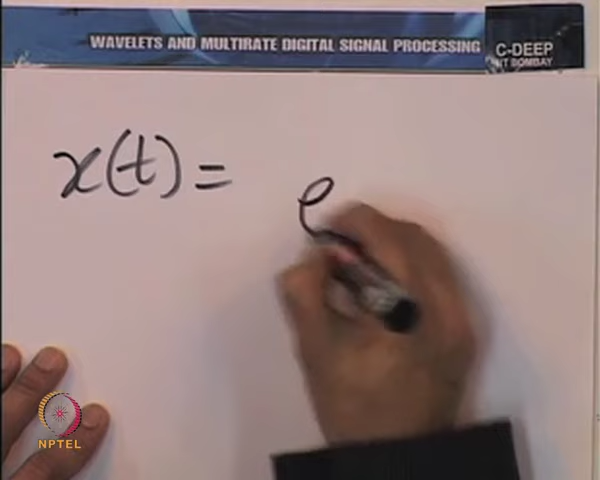 WAVELETS AND MULTIRATE DIGITAL SIGNAL PROCESSING
C-DEEP
IIT BOMBAY
x(t) = e
NPTEL